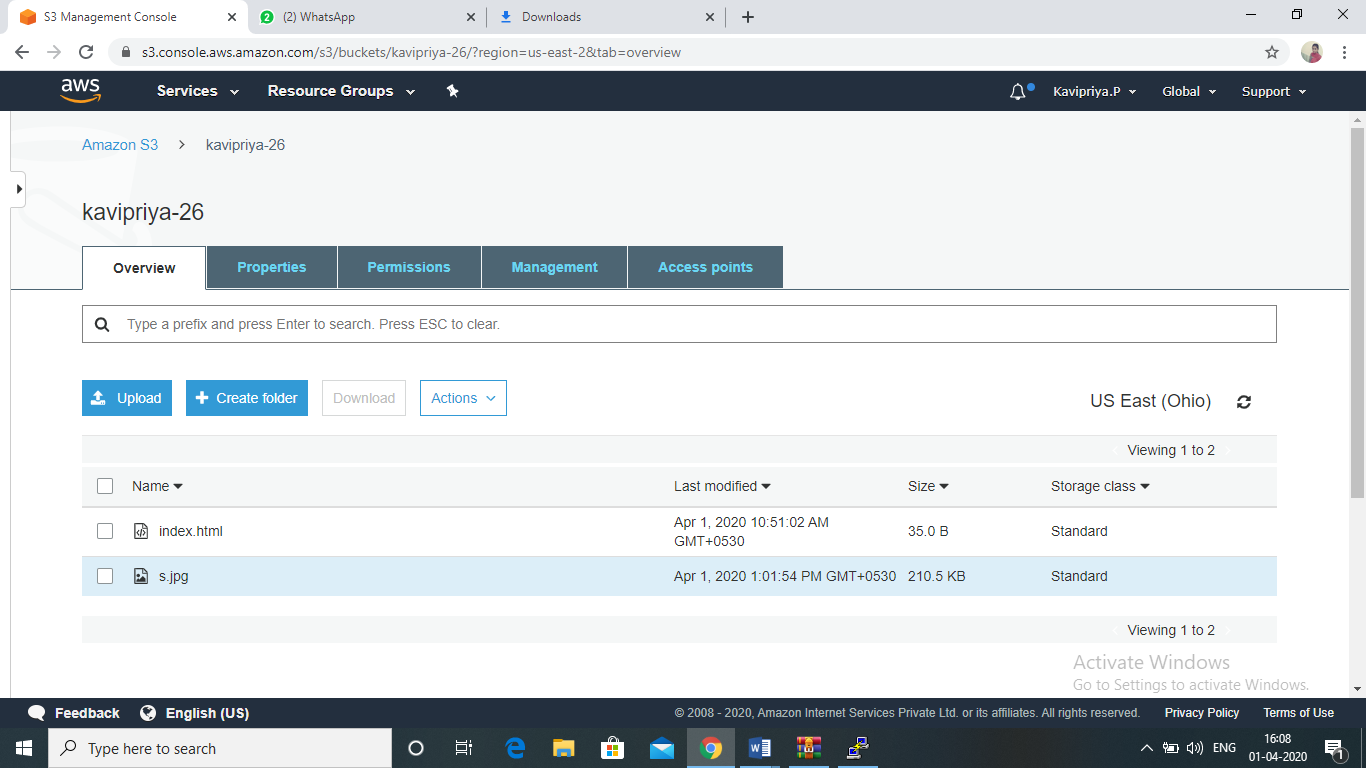 S3 Management Console
(2) WhatsApp
Downloads
s3.console.aws.amazon.com/s3/buckets/kavipriya-26/?region=us-east-2&tab=overview
aws Services Resource Groups Kavipriya.P Global Support
Amazon S3 > kavipriya-26
kavipriya-26
Overview Properties Permissions Management Access points
Type a prefix and press Enter to search. Press ESC to clear.
Upload Create folder Download Actions US East (Ohio)
Viewing 1 to 2
Name Last modified Size Storage class
index.html Apr 1, 2020 10:51:02 AM GMT+0530 35.0 B Standard
s.jpg Apr 1, 2020 1:01:54 PM GMT+0530 210.5 KB Standard
Viewing 1 to 2
Activate Windows
Go to Settings to activate Windows.
Feedback English (US) © 2008 - 2020, Amazon Internet Services Private Ltd. or its affiliates. All rights reserved. Privacy Policy Terms of Use
Type here to search ENG 16:08
01-04-2020 1